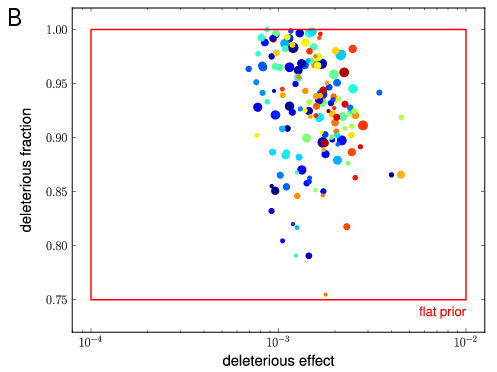 B
1.00
0.95
0.90
0.85
0.80
0.75
deleterious fraction
flat prior
10⁻⁴
10⁻³
10⁻²
deleterious effect